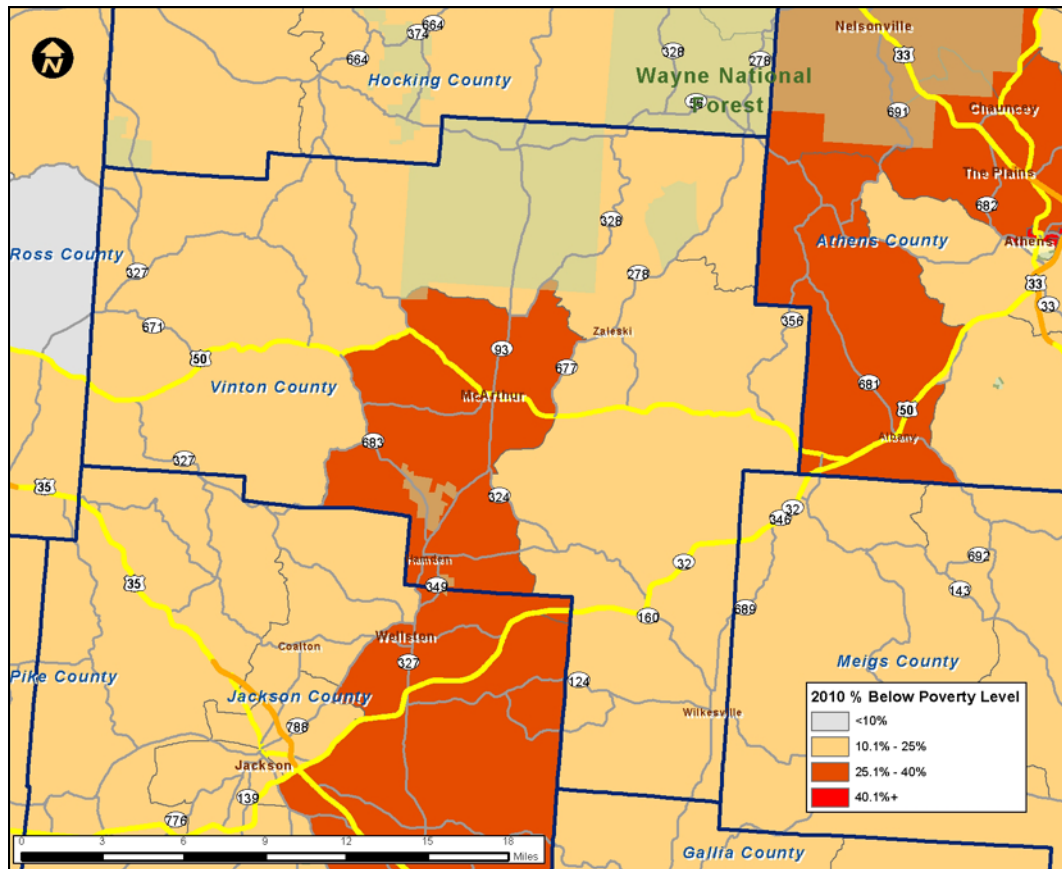 664
374
664
Hocking County
328
278
Wayne National
Forest
56
Nelsonville
33
691
Chauncey
The Plains
682
Athens County
Athens
33
33
Ross County
327
328
278
671
50
Vinton County
93
Zaleski
677
356
McArthur
681
50
Albany
683
327
35
324
32
346
35
Hamden
349
32
692
143
160
689
Wellston
Coalton
327
Pike County
Jackson County
124
Meigs County
Wilkesville
788
Jackson
139
776
Gallia County
2010 % Below Poverty Level
<10%
10.1% - 25%
25.1% - 40%
40.1%+
0 3 6 9 12 15 18
Miles